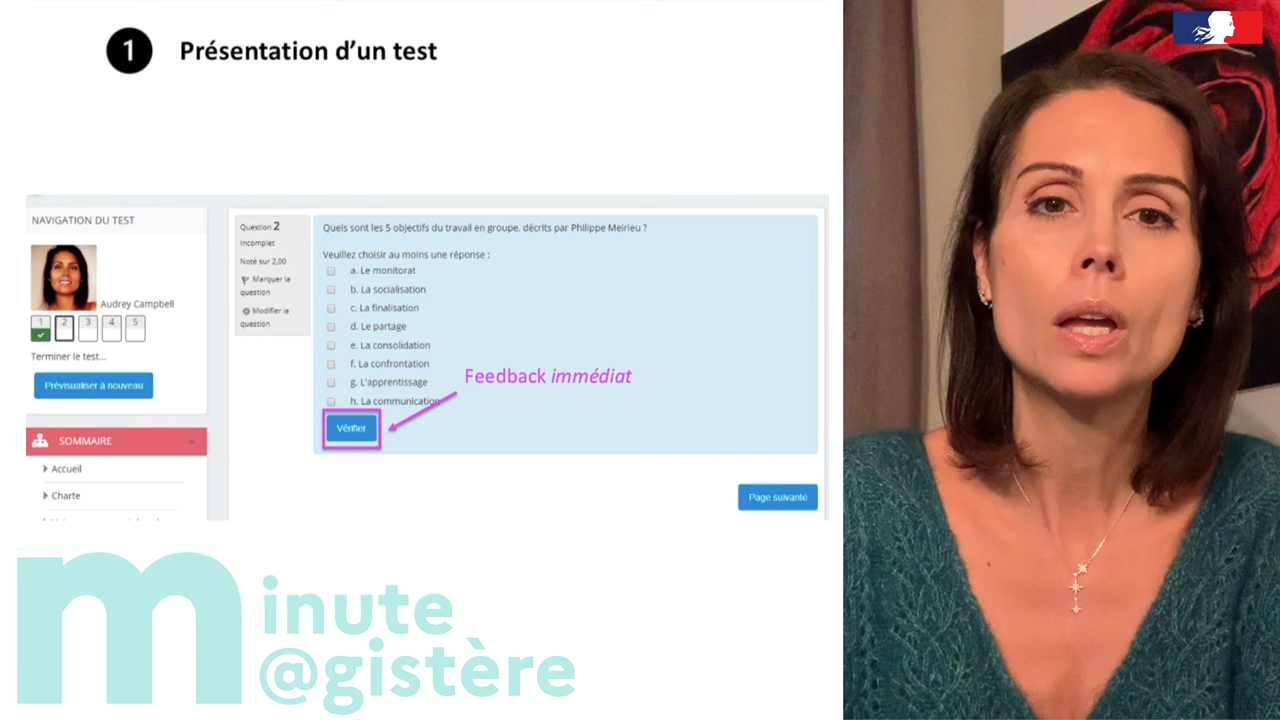 1 Présentation d'un test
NAVIGATION DU TEST
Audrey Campbell
1 2 3 4 5
Terminer le test...
Prévisualiser à nouveau
SOMMAIRE
Accueil
Charte
Question 2
Incomplet
Noté sur 2,00
Marquer la
question
Modifier la
question
Quels sont les 5 objectifs du travail en groupe, décrits par Philippe Meirieu ?
Veuillez choisir au moins une réponse :
a. Le monitorat
b. La socialisation
c. La finalisation
d. Le partage
e. La consolidation
f. La confrontation
g. L'apprentissage
h. La communication
Vérifier
Feedback immédiat
Page suivante
minute
@gistère